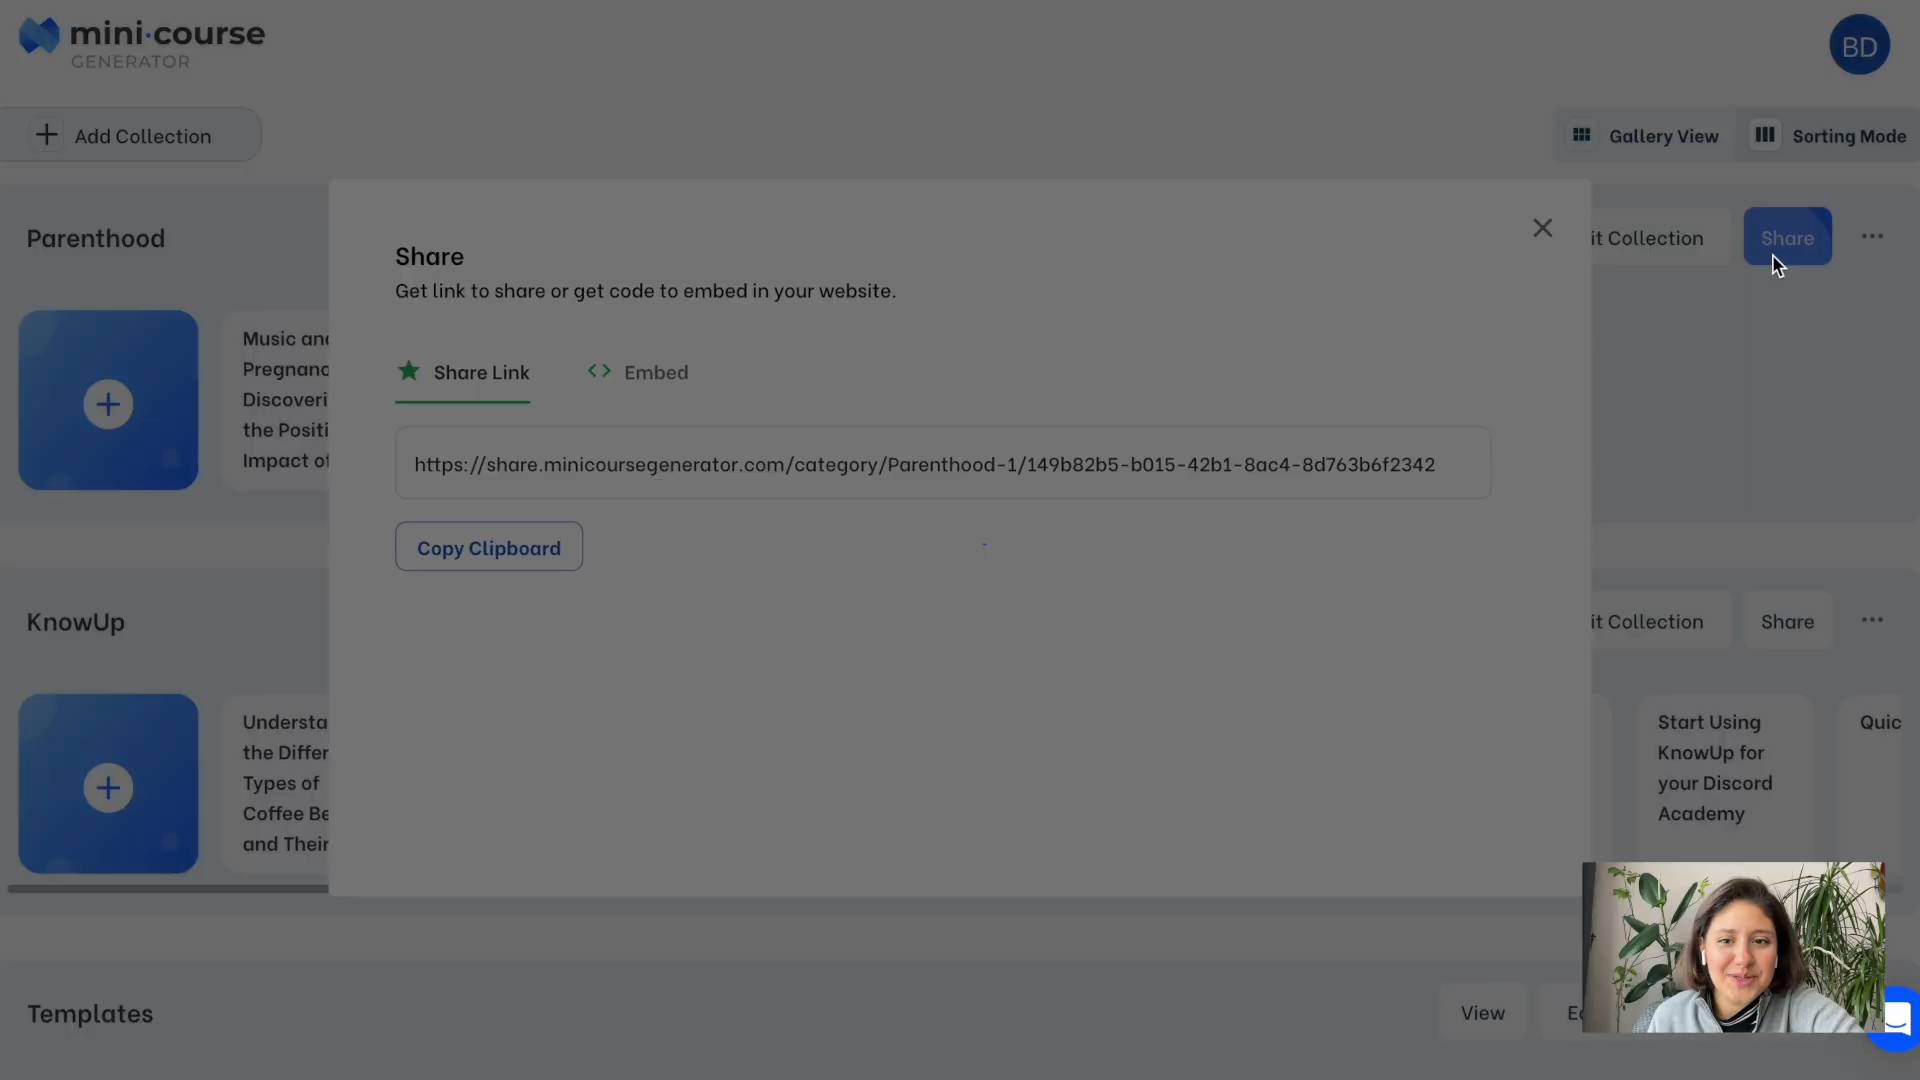 mini·course
GENERATOR
BD
Add Collection
Gallery View
Sorting Mode
Parenthood
it Collection
Share
Share
Get link to share or get code to embed in your website.
Share Link
Embed
https://share.minicoursegenerator.com/category/Parenthood-1/149b82b5-b015-42b1-8ac4-8d763b6f2342
Copy Clipboard
Music and
Pregnanc
Discoveri
the Positi
Impact of
KnowUp
it Collection
Share
Understa
the Differ
Types of
Coffee Be
and Their
Start Using
KnowUp for
your Discord
Academy
Quic
Templates
View